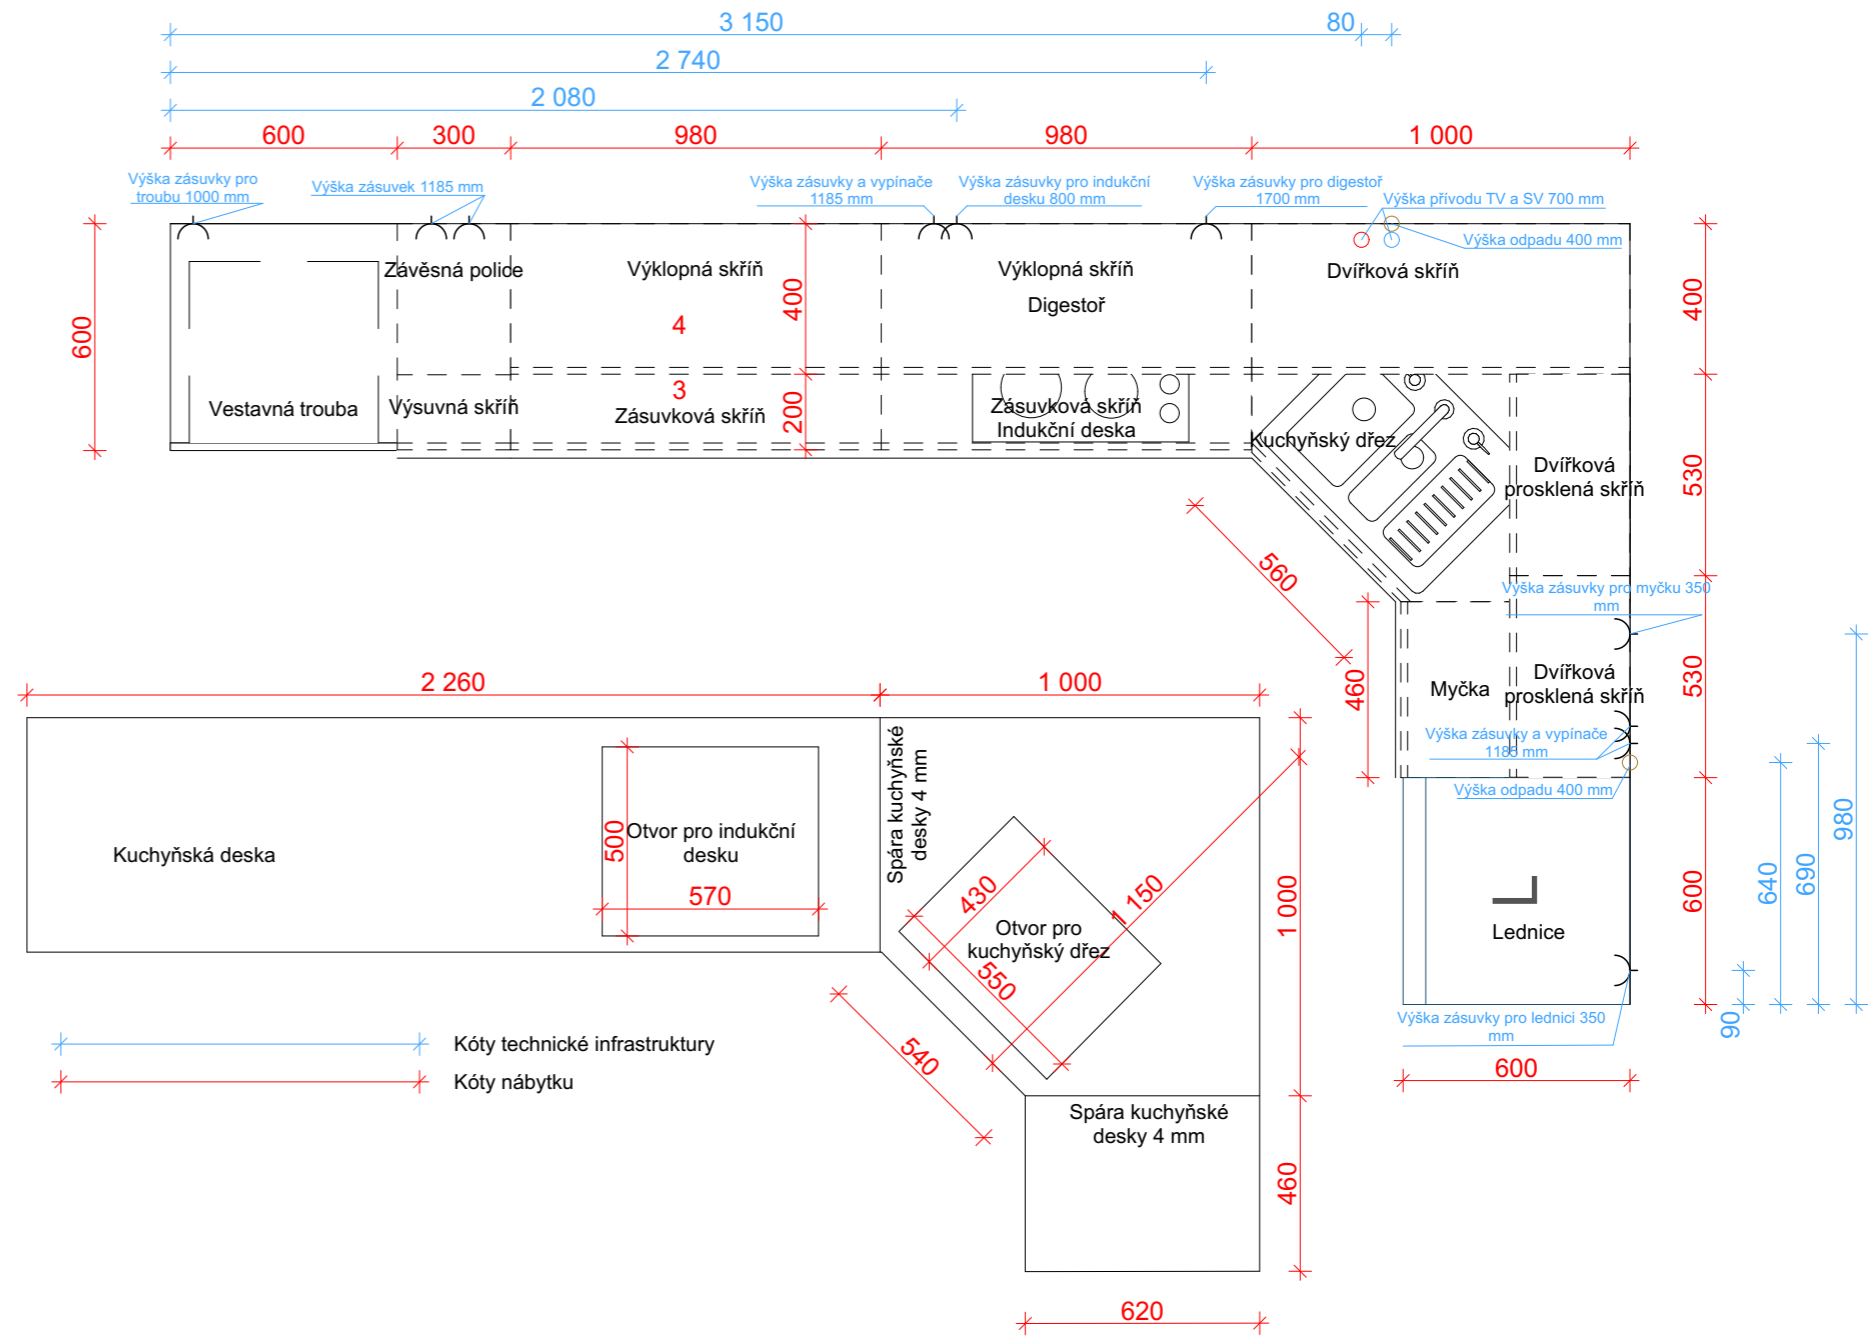 3 150
80
2 740
2 080
600
300
980
980
1 000
Výška zásuvky pro
troubu 1000 mm
Výška zásuvek 1185 mm
Výška zásuvky a vypínače
1185 mm
Výška zásuvky pro indukční
desku 800 mm
Výška zásuvky pro digestoř
1700 mm
Výška přívodu TV a SV 700 mm
Výška odpadu 400 mm
Závěsná police
Výklopná skříň
Výklopná skříň
Digestoř
Dvířková skříň
600
4
400
400
Vestavná trouba
Výsuvná skříň
3
Zásuvková skříň
200
Zásuvková skříň
Indukční deska
Kuchyňský dřez
Dvířková
prosklená skříň
530
560
Výška zásuvky pro myčku 350
mm
460
Myčka
Dvířková
prosklená skříň
530
Výška zásuvky a vypínače
1185 mm
Výška odpadu 400 mm
600
640
690
980
Lednice
Výška zásuvky pro lednici 350
mm
90
600
2 260
1 000
Spára kuchyňské
desky 4 mm
Kuchyňská deska
500
Otvor pro indukční
desku
570
430
1 150
1 000
Otvor pro
kuchyňský dřez
550
540
Kóty technické infrastruktury
Kóty nábytku
Spára kuchyňské
desky 4 mm
460
620